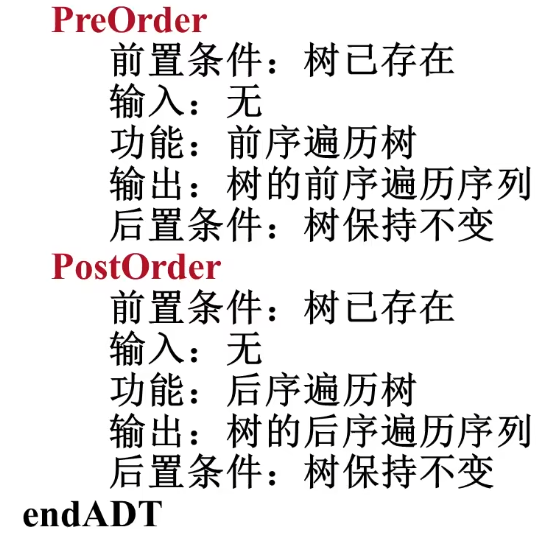 PreOrder
前置条件：树已存在
输入：无
功能：前序遍历树
输出：树的前序遍历序列
后置条件：树保持不变
PostOrder
前置条件：树已存在
输入：无
功能：后序遍历树
输出：树的后序遍历序列
后置条件：树保持不变
endADT